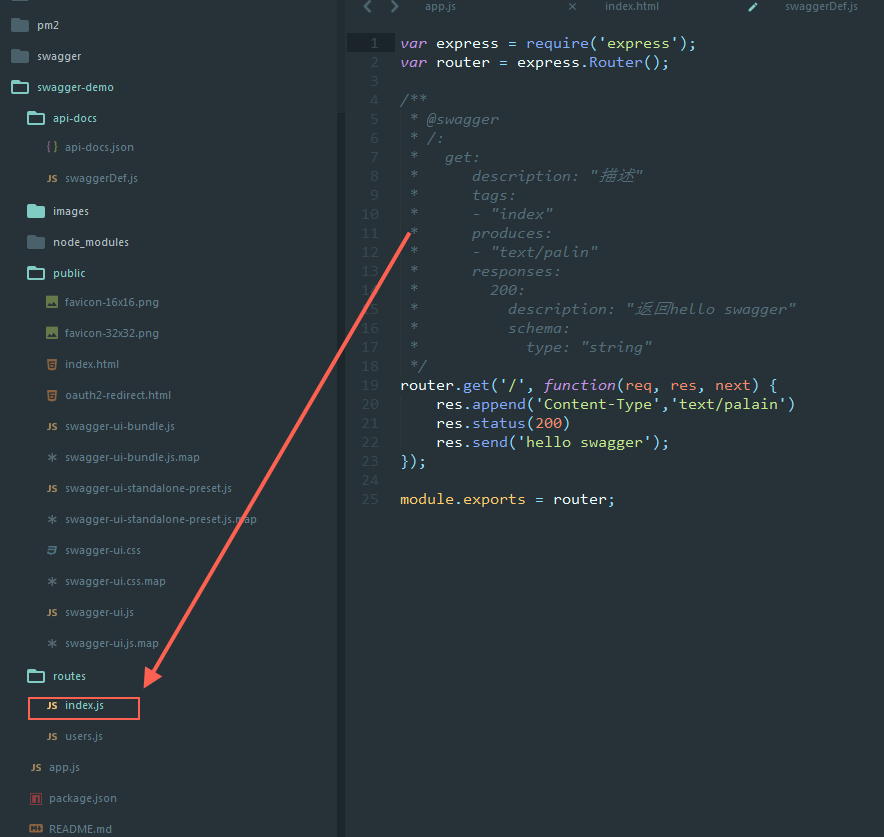 pm2
swagger
swagger-demo
api-docs
{ } api-docs.json
JS swaggerDef.js
images
node_modules
public
favicon-16x16.png
favicon-32x32.png
index.html
oauth2-redirect.html
JS swagger-ui-bundle.js
swagger-ui-bundle.js.map
JS swagger-ui-standalone-preset.js
swagger-ui-standalone-preset.js.map
swagger-ui.css
swagger-ui.css.map
JS swagger-ui.js
swagger-ui.js.map
routes
JS index.js
JS users.js
JS app.js
package.json
README.md
app.js × index.html swaggerDef.js
1 var express = require('express');
2 var router = express.Router();
3
4 /**
5 * @swagger
6 * /:
7 *   get:
8 *      description: "描述"
9 *      tags:
10 *      - "index"
11 *      produces:
12 *      - "text/palin"
13 *      responses:
14 *        200:
15 *          description: "返回hello swagger"
16 *          schema:
17 *            type: "string"
18 */
19 router.get('/', function(req, res, next) {
20     res.append('Content-Type','text/palain')
21     res.status(200)
22     res.send('hello swagger');
23 });
24
25 module.exports = router;